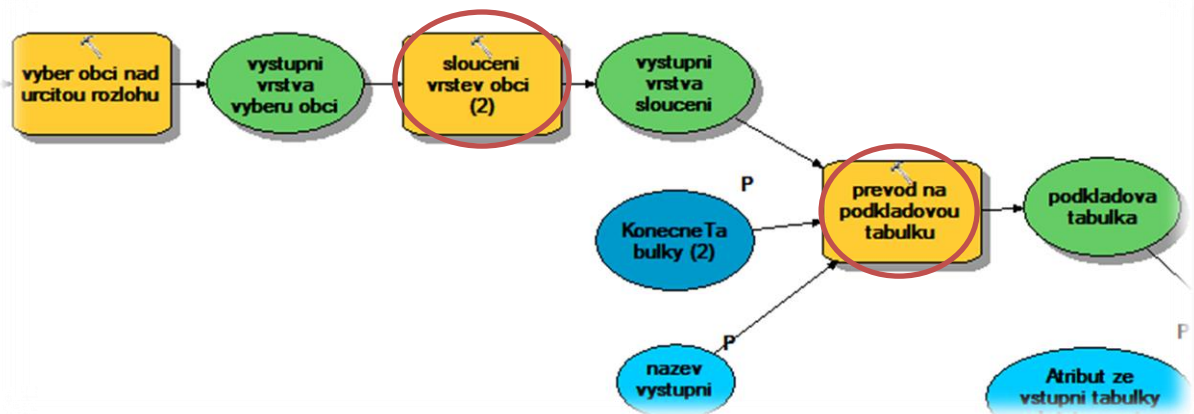 vyber obci nad
urcitou rozlohu
vystupni
vrstva
vyberu obci
slouceni
vrstev obci
(2)
vystupni
vrstva
slouceni
P
KonecneTa
bulky (2)
prevod na
podkladovou
tabulku
podkladova
tabulka
P
nazev
vystupni
P
Atribut ze
vstupni tabulky